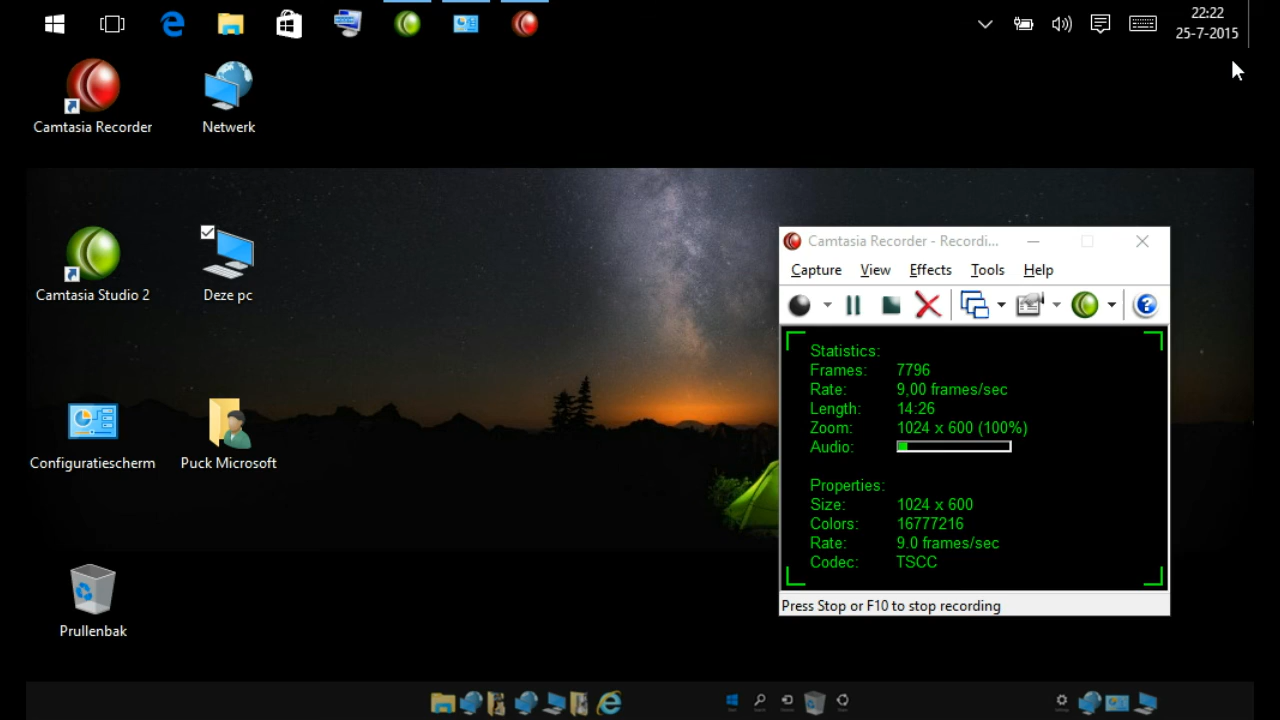 22:22
25-7-2015
Camtasia Recorder
Netwerk
Camtasia Studio 2
Deze pc
Configuratiescherm
Puck Microsoft
Prullenbak
Camtasia Recorder - Recordi...
Capture View Effects Tools Help
Statistics:
Frames: 7796
Rate: 9,00 frames/sec
Length: 14:26
Zoom: 1024 x 600 (100%)
Audio:
Properties:
Size: 1024 x 600
Colors: 16777216
Rate: 9.0 frames/sec
Codec: TSCC
Press Stop or F10 to stop recording